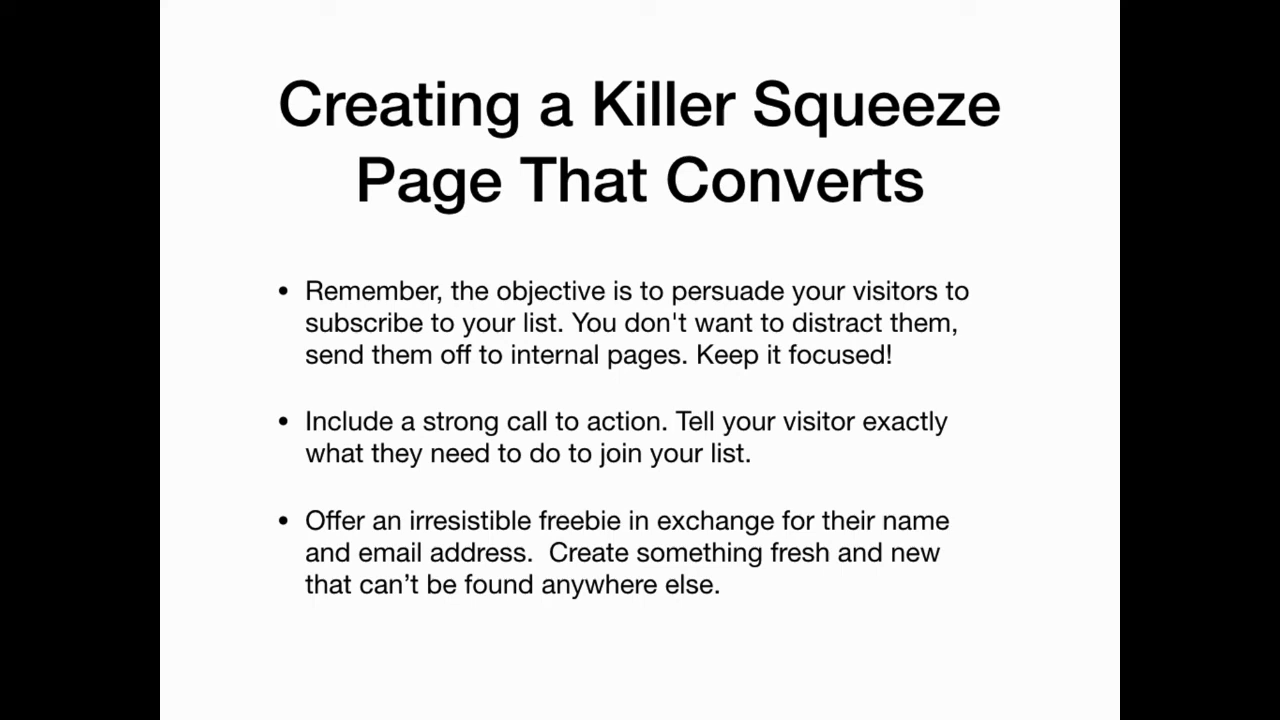 Creating a Killer Squeeze
Page That Converts
• Remember, the objective is to persuade your visitors to
subscribe to your list. You don't want to distract them,
send them off to internal pages. Keep it focused!
• Include a strong call to action. Tell your visitor exactly
what they need to do to join your list.
• Offer an irresistible freebie in exchange for their name
and email address.  Create something fresh and new
that can’t be found anywhere else.